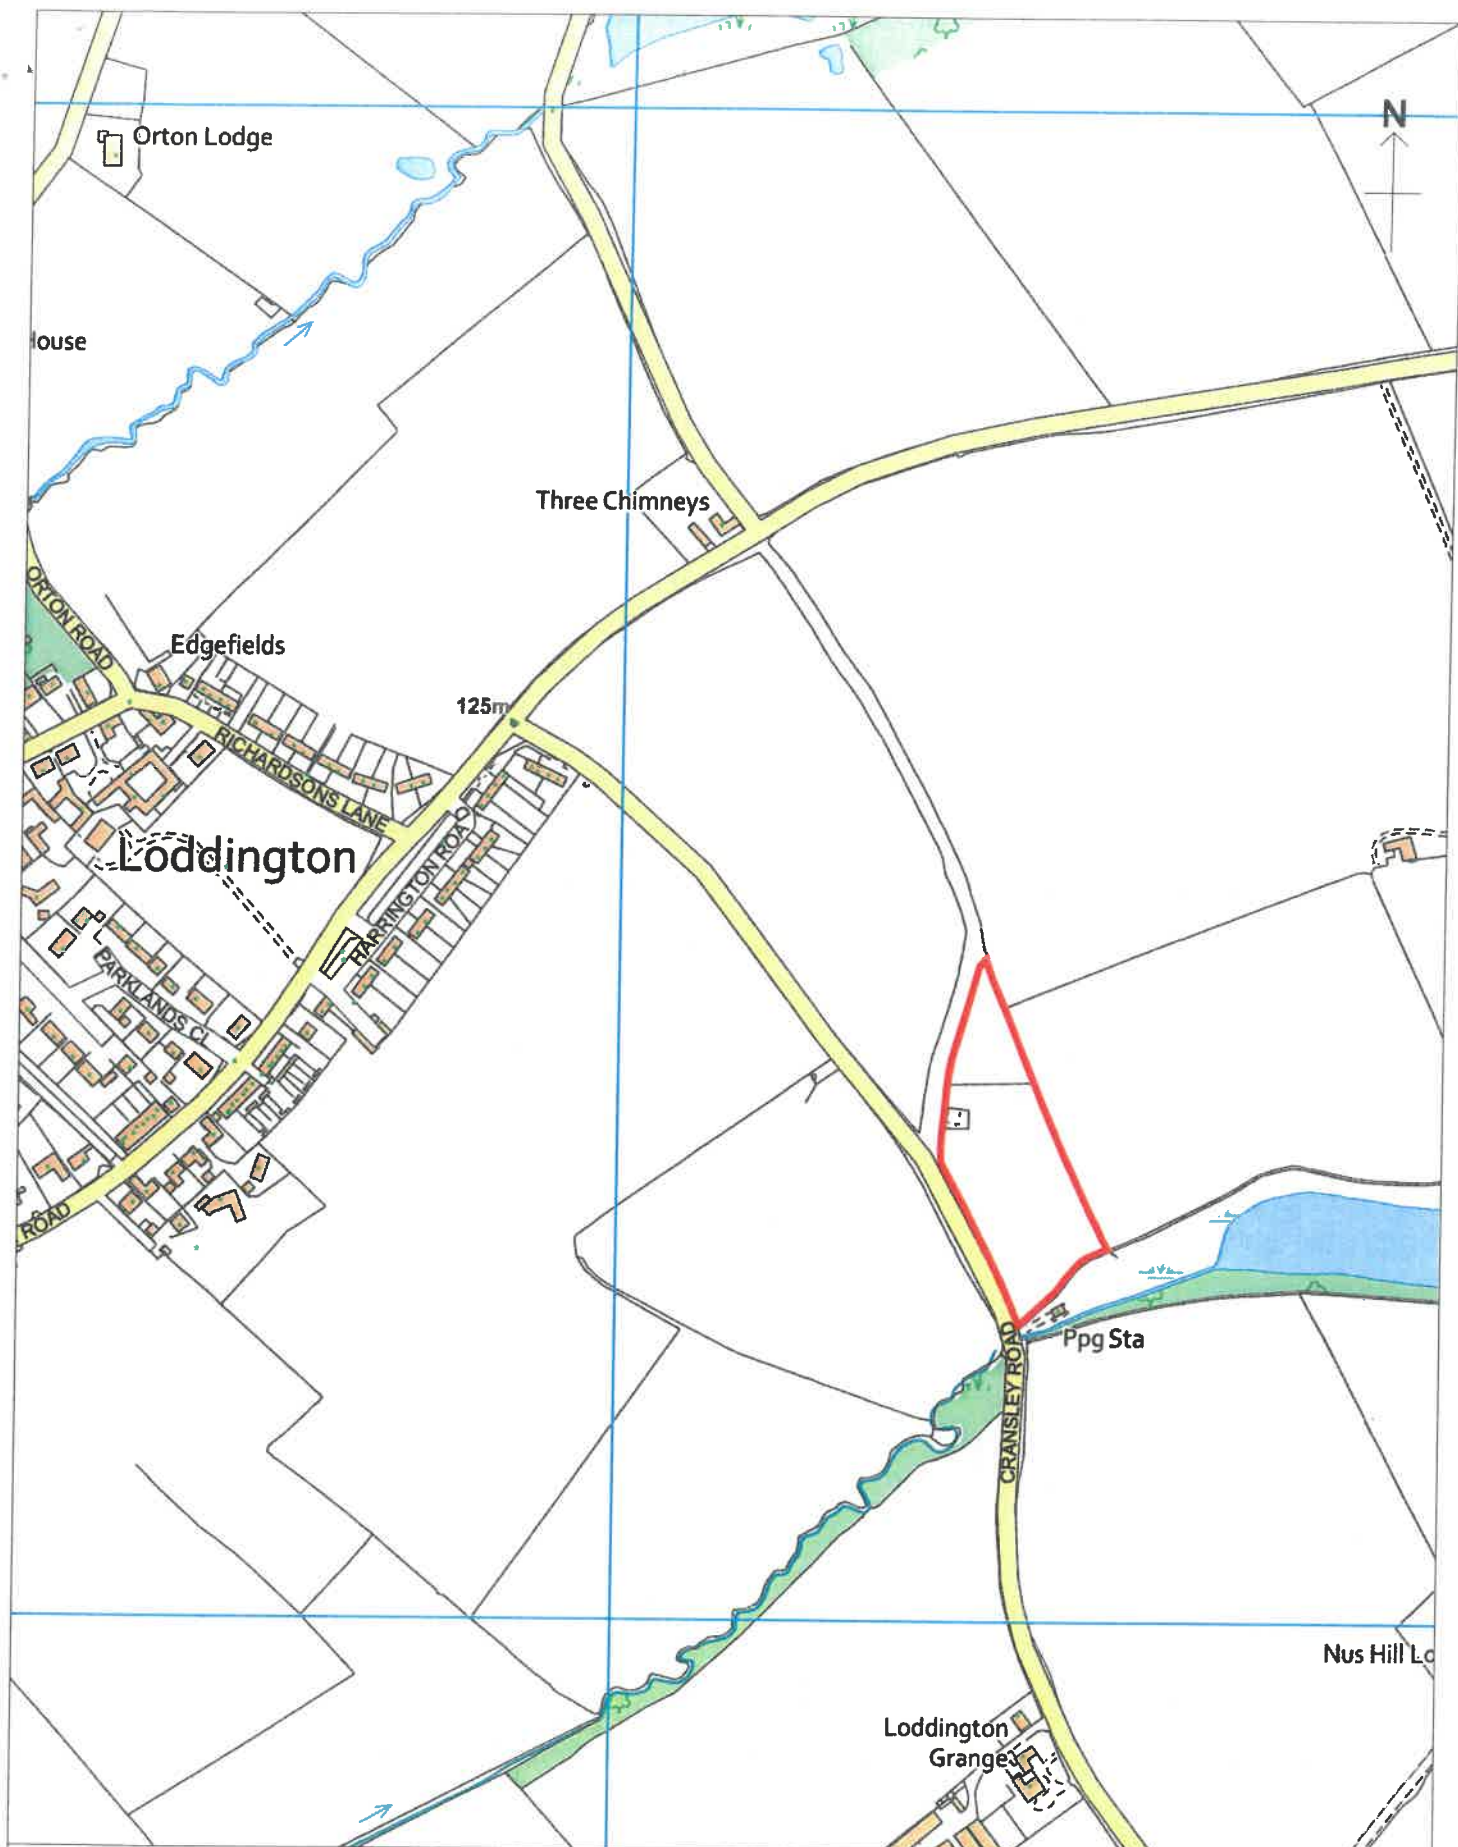 N
Orton Lodge
House
Three Chimneys
ORTON ROAD
Edgefields
125m
RICHARDSONS LANE
Loddington
HARRINGTON ROAD
PARKLANDS Cl
ROAD
Ppg Sta
CRANSLEY ROAD
Nus Hill Lo
Loddington
Grange